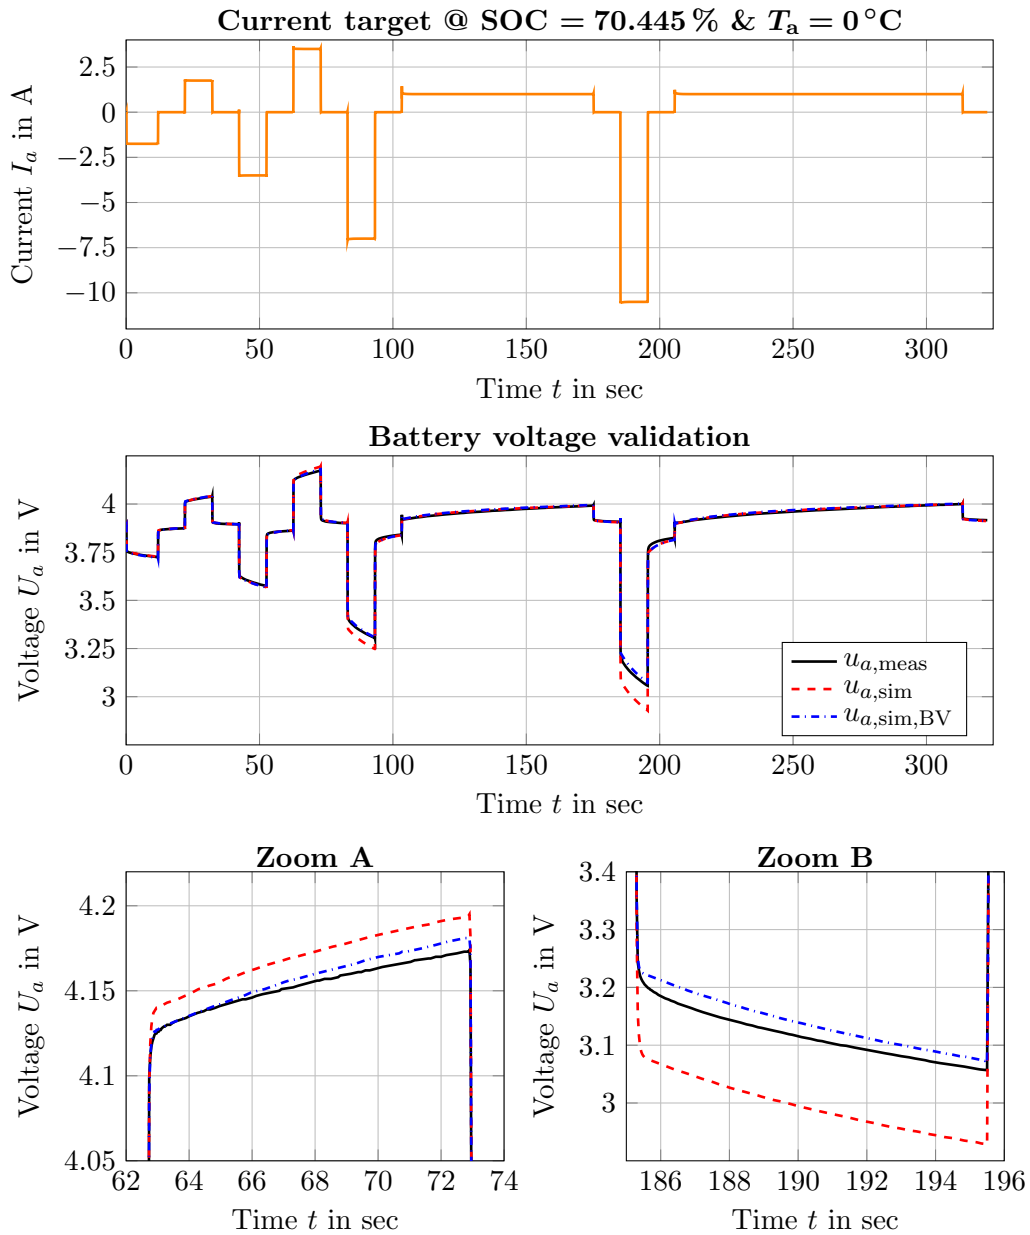 Current target @ SOC = 70.445 % & Ta = 0 °C
Current Ia in A
2.5
0
−2.5
−5
−7.5
−10
0 50 100 150 200 250 300
Time t in sec
Battery voltage validation
Voltage Ua in V
4
3.75
3.5
3.25
3
ua,meas
ua,sim
ua,sim,BV
0 50 100 150 200 250 300
Time t in sec
Zoom A
Voltage Ua in V
4.2
4.15
4.1
4.05
62 64 66 68 70 72 74
Time t in sec
Zoom B
Voltage Ua in V
3.4
3.3
3.2
3.1
3
186 188 190 192 194 196
Time t in sec